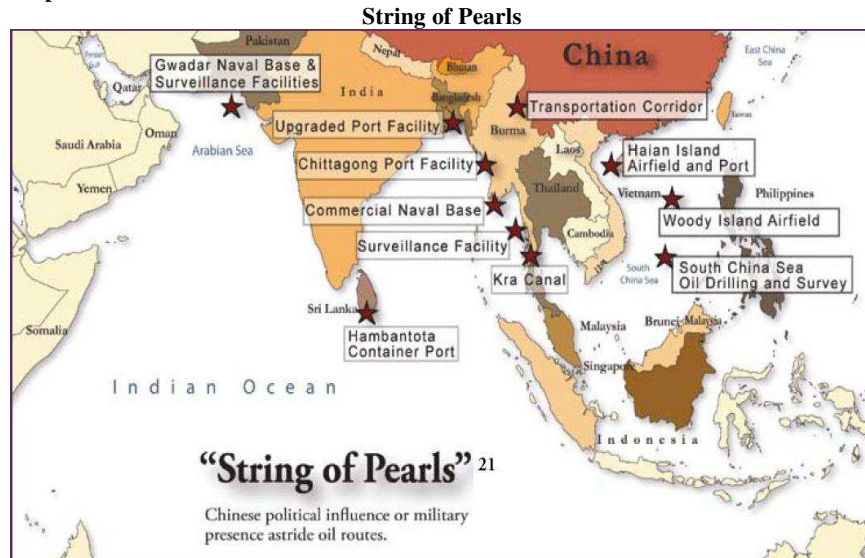 String of Pearls
Pakistan
Nepal
China
East China
Sea
Gwadar Naval Base &
Surveillance Facilities
Bhutan
Qatar
India
Bangladesh
Transportation Corridor
Taiwan
Upgraded Port Facility
Burma
Oman
Saudi Arabia
Arabian Sea
Laos
Haian Island
Airfield and Port
Chittagong Port Facility
Thailand
Vietnam
Philippines
Yemen
Commercial Naval Base
Woody Island Airfield
Cambodia
Surveillance Facility
South
China Sea
South China Sea
Oil Drilling and Survey
Kra Canal
Sri Lanka
Somalia
Malaysia
Brunei
Malaysia
Hambantota
Container Port
Singapore
Indian Ocean
Indonesia
“String of Pearls” 21
Chinese political influence or military
presence astride oil routes.